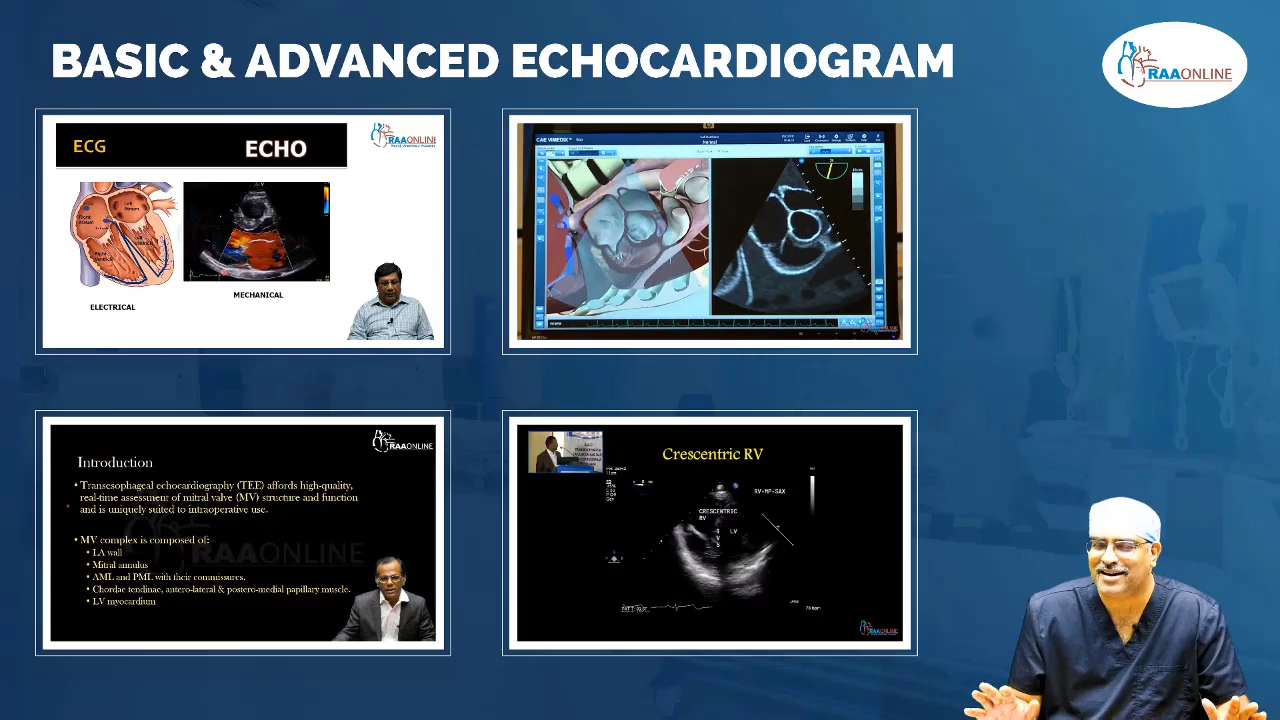 BASIC & ADVANCED ECHOCARDIOGRAM
RAAONLINE
ECG
ECHO
RAAONLINE
ELECTRICAL
MECHANICAL
CAE VIMEDIX
Normal
Introduction
RAAONLINE
• Transesophageal echocardiography (TEE) affords high-quality,
real-time assessment of mitral valve (MV) structure and function
and is uniquely suited to intraoperative use.
RAAONLINE
• MV complex is composed of:
• LA wall
• Mitral annulus
• AML and PML with their commissures.
• Chordae tendinae, antero-lateral & postero-medial papillary muscle.
• LV myocardium
Crescentric RV
RV-MP-SAX
CRESCENTRIC
RV
I LV
V
S
RAAONLINE